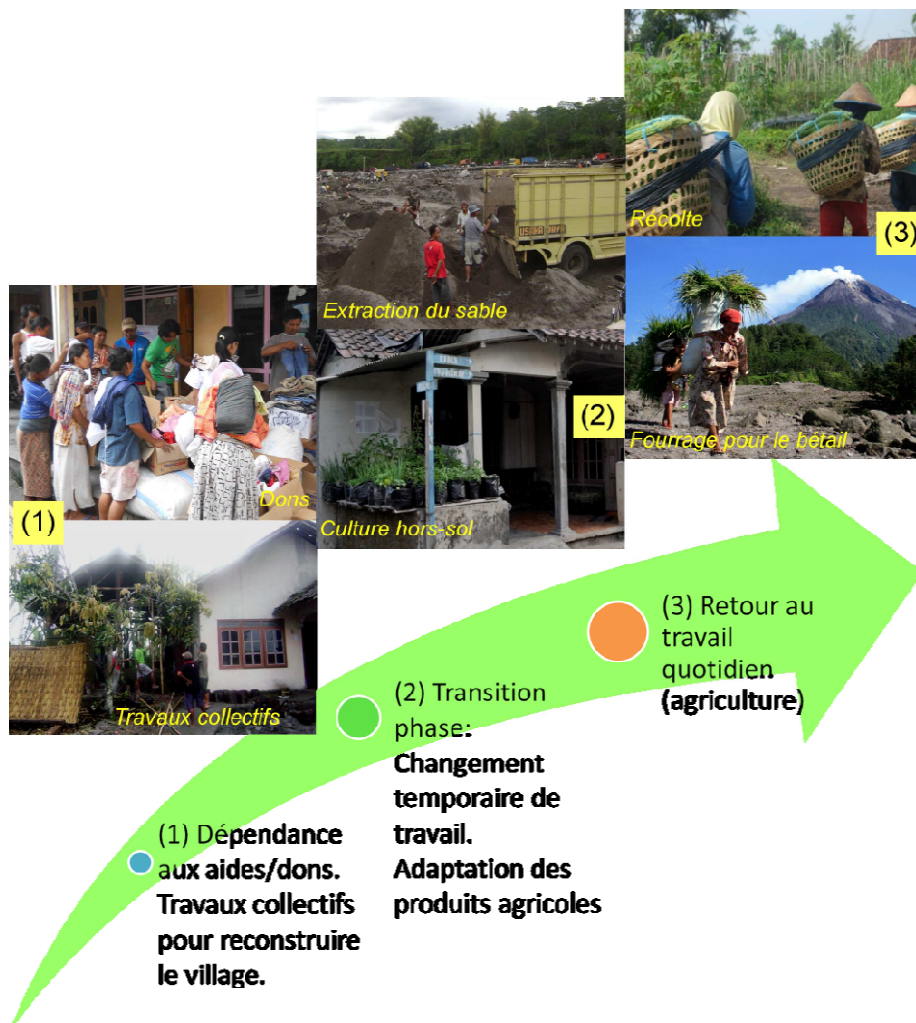 Récolte
(3)
Extraction du sable
Fourrage pour le bétail
Dons
(1)
(2)
Culture hors-sol
Travaux collectifs
(3) Retour au
travail
quotidien
(agriculture)
(2) Transition
phase:
Changement
temporaire de
travail.
Adaptation des
produits agricoles
(1) Dépendance
aux aides/dons.
Travaux collectifs
pour reconstruire
le village.